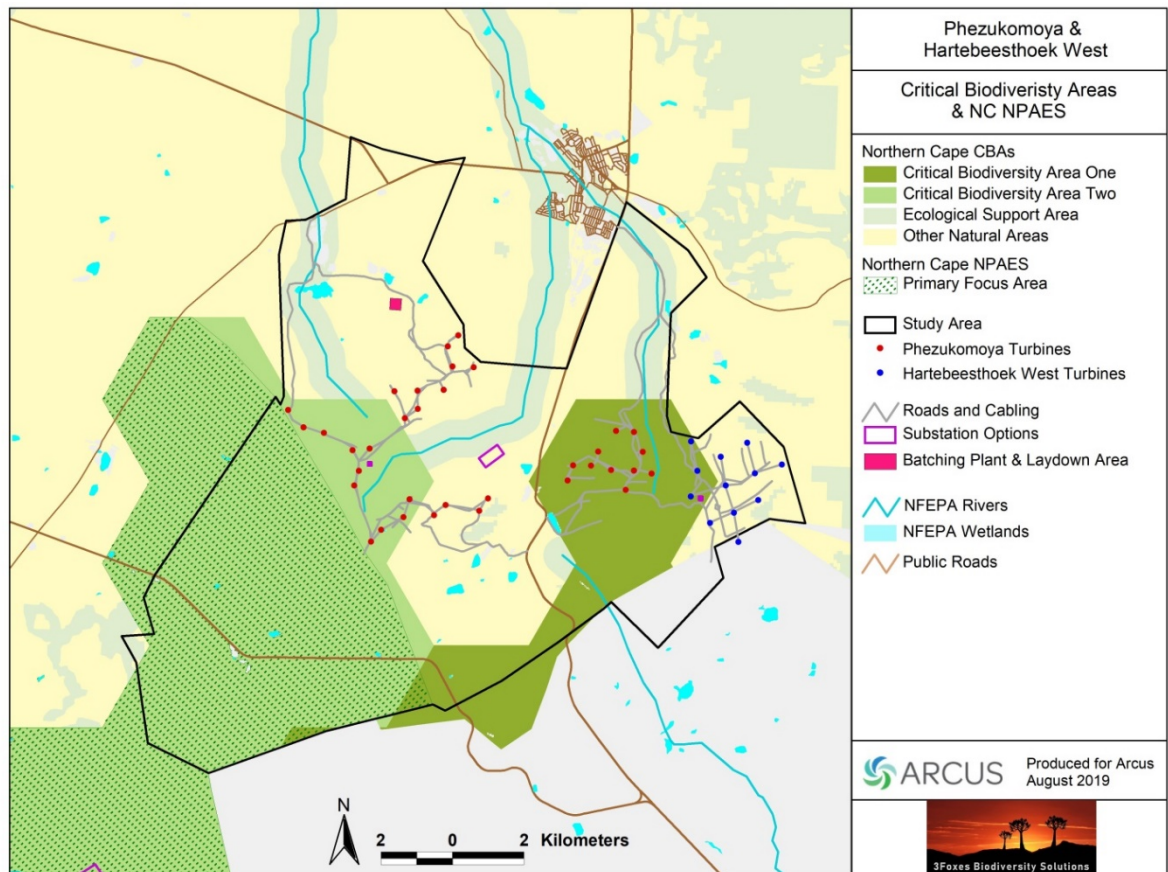 Phezukomoya &
Hartebeesthoek West
Critical Biodiveristy Areas
& NC NPAES
Northern Cape CBAs
Critical Biodiversity Area One
Critical Biodiversity Area Two
Ecological Support Area
Other Natural Areas
Northern Cape NPAES
Primary Focus Area
Study Area
Phezukomoya Turbines
Hartebeesthoek West Turbines
Roads and Cabling
Substation Options
Batching Plant & Laydown Area
NFEPA Rivers
NFEPA Wetlands
Public Roads
N
2 0 2 Kilometers
ARCUS
Produced for Arcus
August 2019
3Foxes Biodiversity Solutions